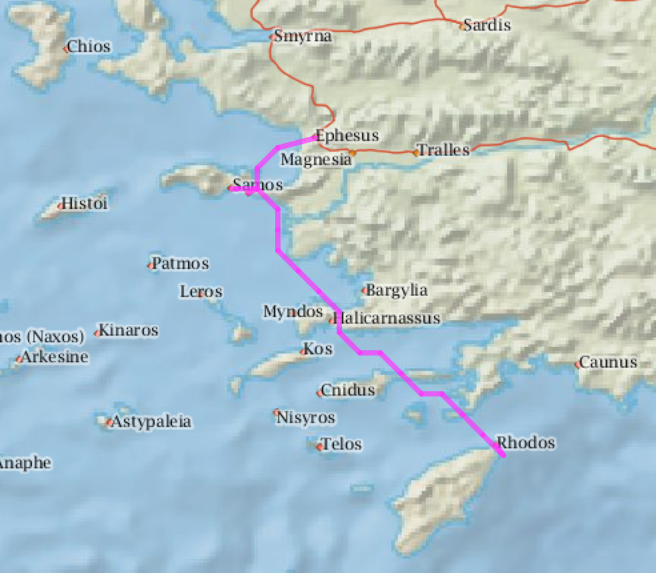 Sardis
Smyrna
Chios
Ephesus
Tralles
Magnesia
Samos
Histoi
Patmos
Leros
Bargylia
Myndos
Halicarnassus
Kinaros
nos (Naxos)
Kos
Arkesine
Caunus
Cnidus
Nisyros
Astypaleia
Rhodos
Telos
Anaphe